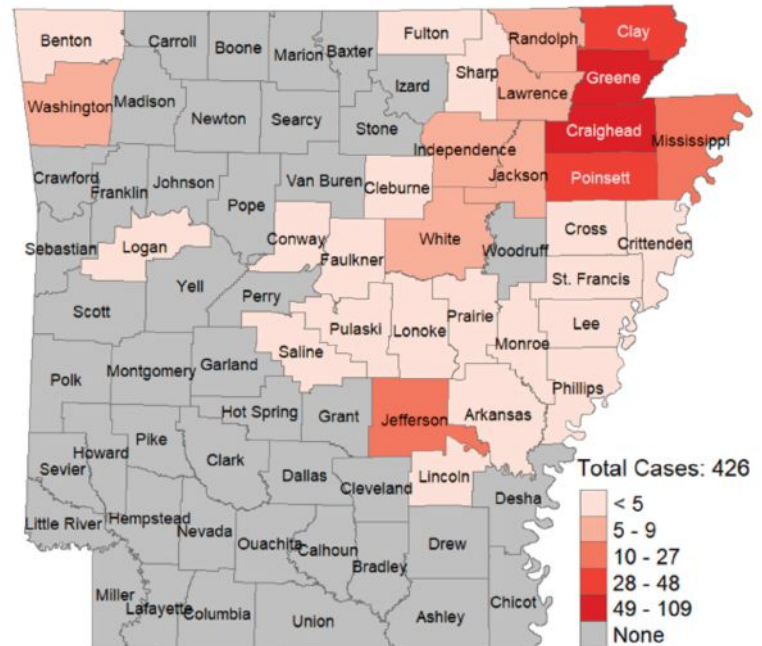 Benton
Carroll
Boone
Marion
Baxter
Fulton
Sharp
Randolph
Clay
Greene
Lawrence
Izard
Washington
Madison
Newton
Searcy
Stone
Independence
Jackson
Craighead
Mississippi
Poinsett
Crawford
Franklin
Johnson
Pope
Van Buren
Cleburne
Sebastian
Logan
Conway
Faulkner
White
Woodruff
Cross
Crittenden
St. Francis
Scott
Yell
Perry
Saline
Pulaski
Lonoke
Prairie
Monroe
Lee
Phillips
Polk
Montgomery
Garland
Hot Spring
Grant
Jefferson
Arkansas
Sevier
Howard
Pike
Clark
Dallas
Cleveland
Lincoln
Desha
Little River
Hempstead
Nevada
Ouachita
Calhoun
Bradley
Drew
Chicot
Miller
Lafayette
Columbia
Union
Ashley
Total Cases: 426
< 5
5 - 9
10 - 27
28 - 48
49 - 109
None